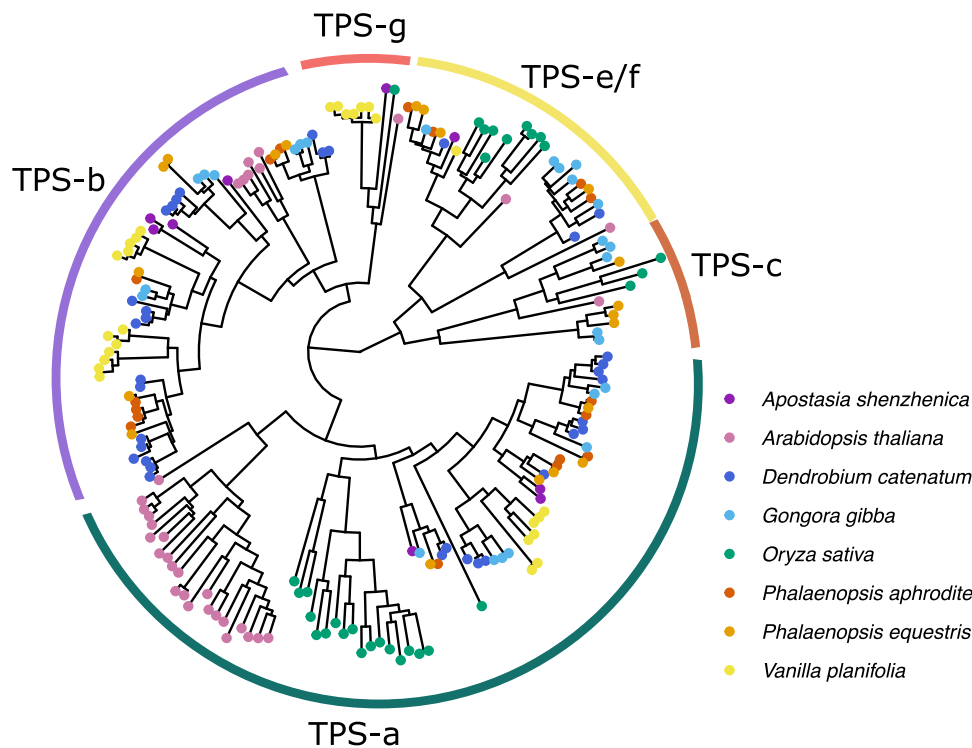 TPS-g
TPS-e/f
TPS-b
TPS-c
Apostasia shenzhenica
Arabidopsis thaliana
Dendrobium catenatum
Gongora gibba
Oryza sativa
Phalaenopsis aphrodite
Phalaenopsis equestris
Vanilla planifolia
TPS-a